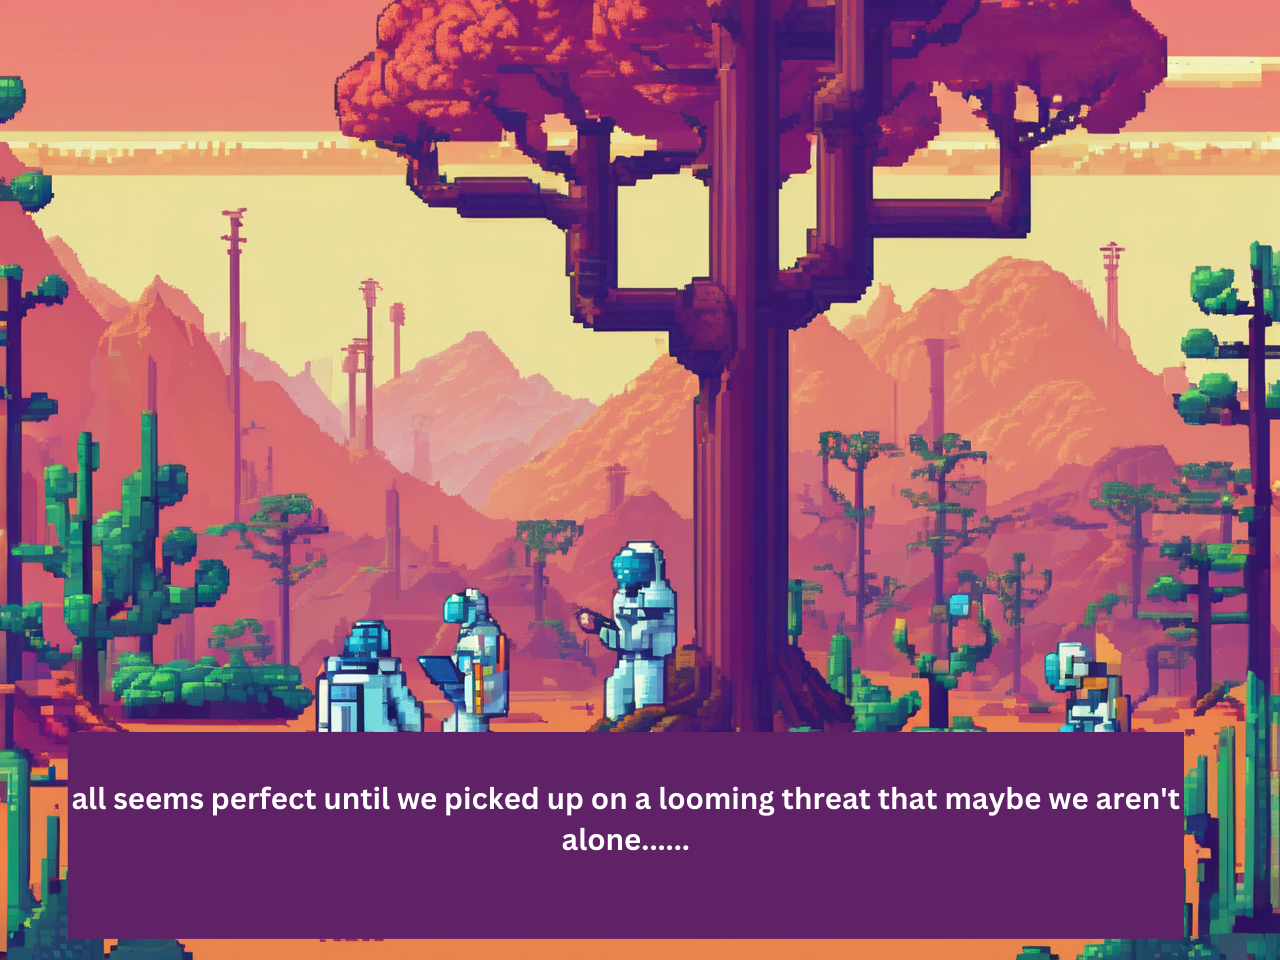 all seems perfect until we picked up on a looming threat that maybe we aren't
alone......